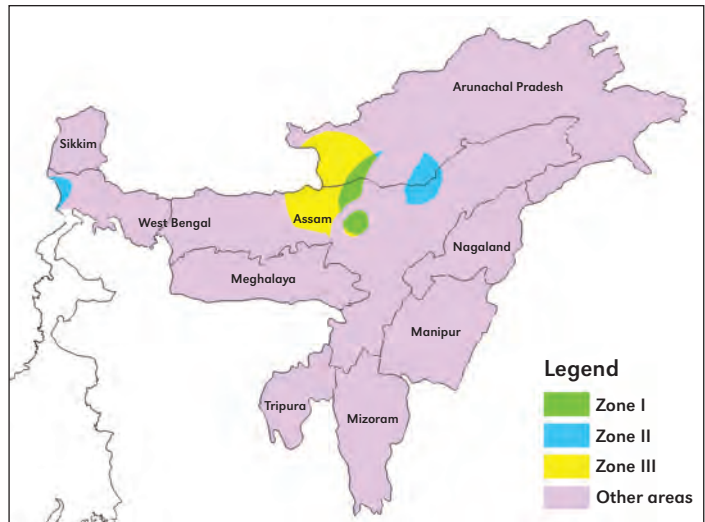 Arunachal Pradesh
Sikkim
West Bengal
Assam
Nagaland
Meghalaya
Manipur
Tripura
Mizoram
Legend
Zone I
Zone II
Zone III
Other areas